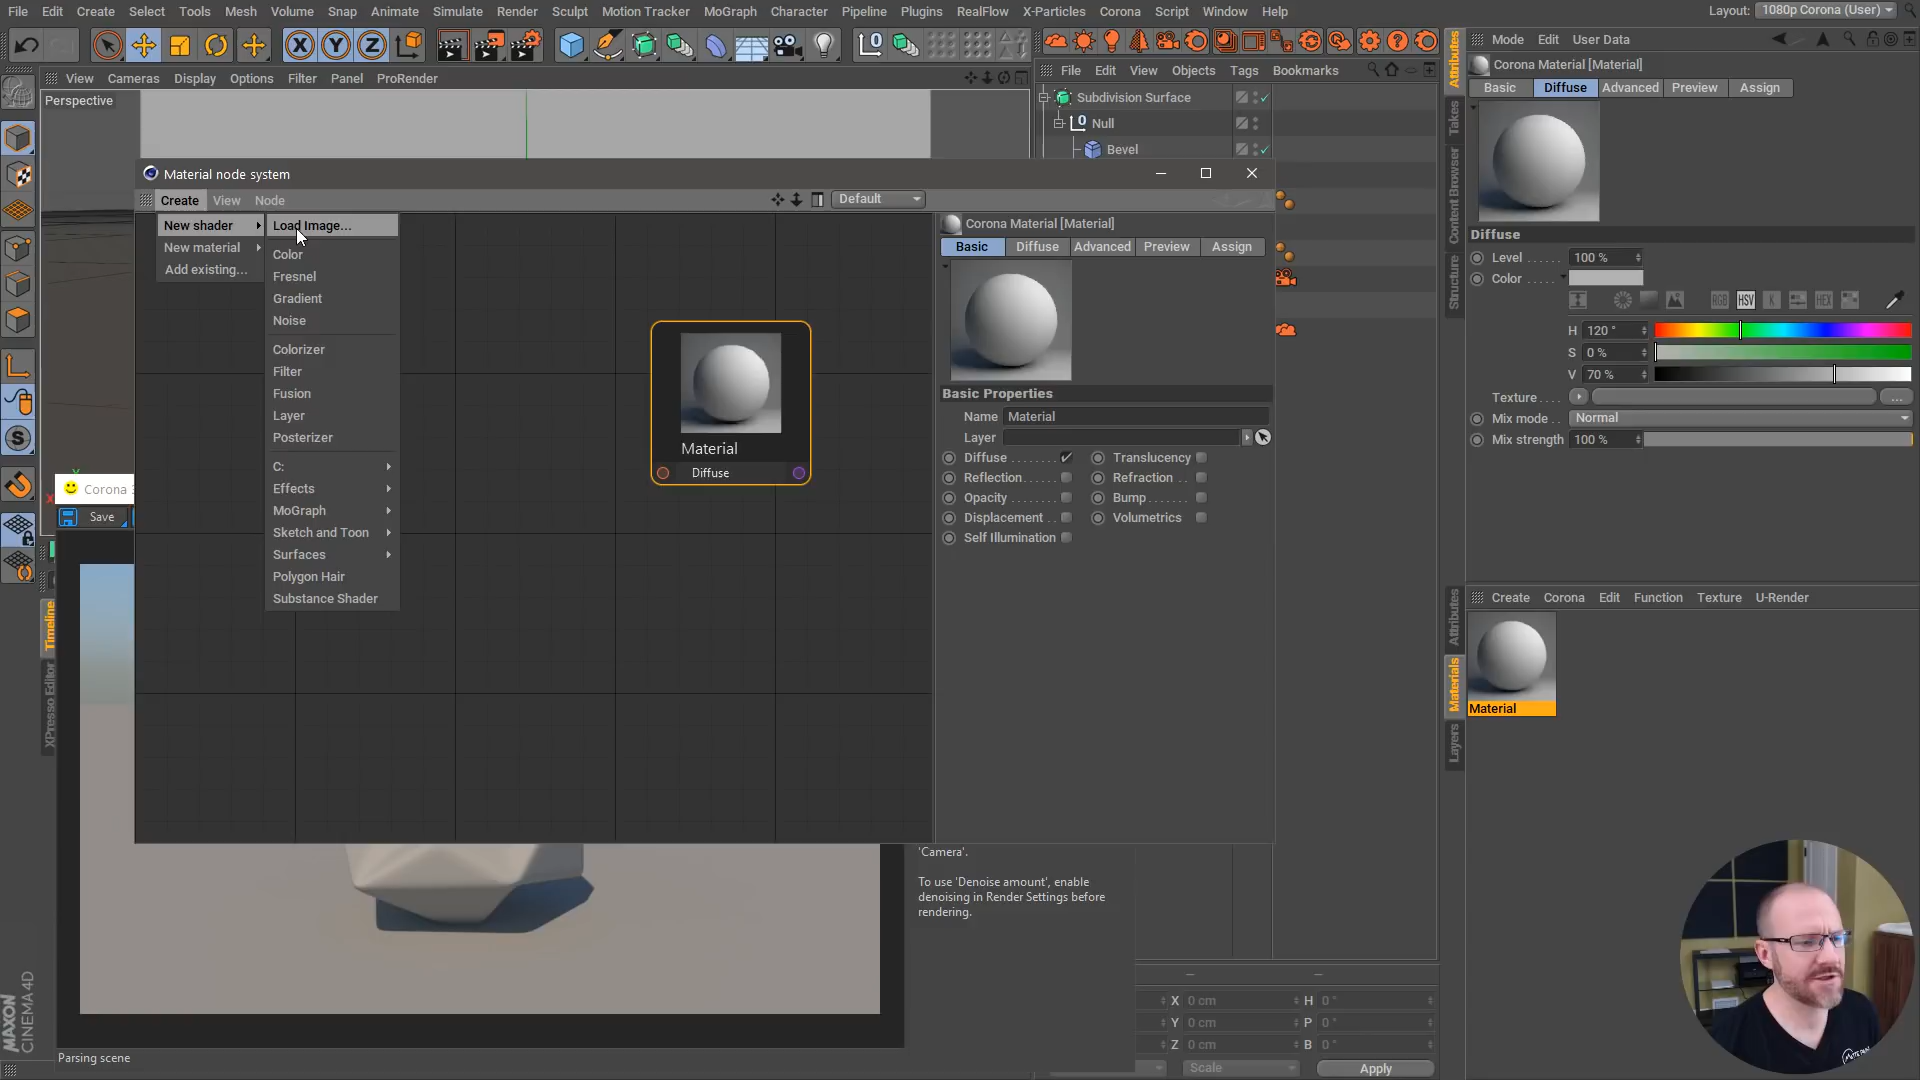 File Edit Create Select Tools Mesh Volume Snap Animate Simulate Render Sculpt Motion Tracker MoGraph Character Pipeline Plugins RealFlow X-Particles Corona Script Window Help
Layout: 1080p Corona (User)
X Y Z
View Cameras Display Options Filter Panel ProRender
Perspective
File Edit View Objects Tags Bookmarks
Subdivision Surface
Null
Bevel
Attributes
Takes
Content Browser
Structure
Mode Edit User Data
Corona Material [Material]
Basic Diffuse Advanced Preview Assign
Diffuse
Level 100 %
Color
RGB HSV K HEX
H 120 °
S 0 %
V 70 %
Texture ...
Mix mode Normal
Mix strength 100 %
Material node system
Create View Node
Default
New shader
New material
Add existing...
Load Image...
Color
Fresnel
Gradient
Noise
Colorizer
Filter
Fusion
Layer
Posterizer
C:
Effects
MoGraph
Sketch and Toon
Surfaces
Polygon Hair
Substance Shader
Material
Diffuse
Corona Material [Material]
Basic Diffuse Advanced Preview Assign
Basic Properties
Name Material
Layer
Diffuse Translucency
Reflection Refraction
Opacity Bump
Displacement Volumetrics
Self Illumination
Corona
Save
Timeline
XPresso Editor
'Camera'.
To use 'Denoise amount', enable
denoising in Render Settings before
rendering.
Attributes
Materials
Layers
Create Corona Edit Function Texture U-Render
Material
X 0 cm H 0 °
Y 0 cm P 0 °
Z 0 cm B 0 °
Scale Apply
Parsing scene
MAXON
CINEMA 4D